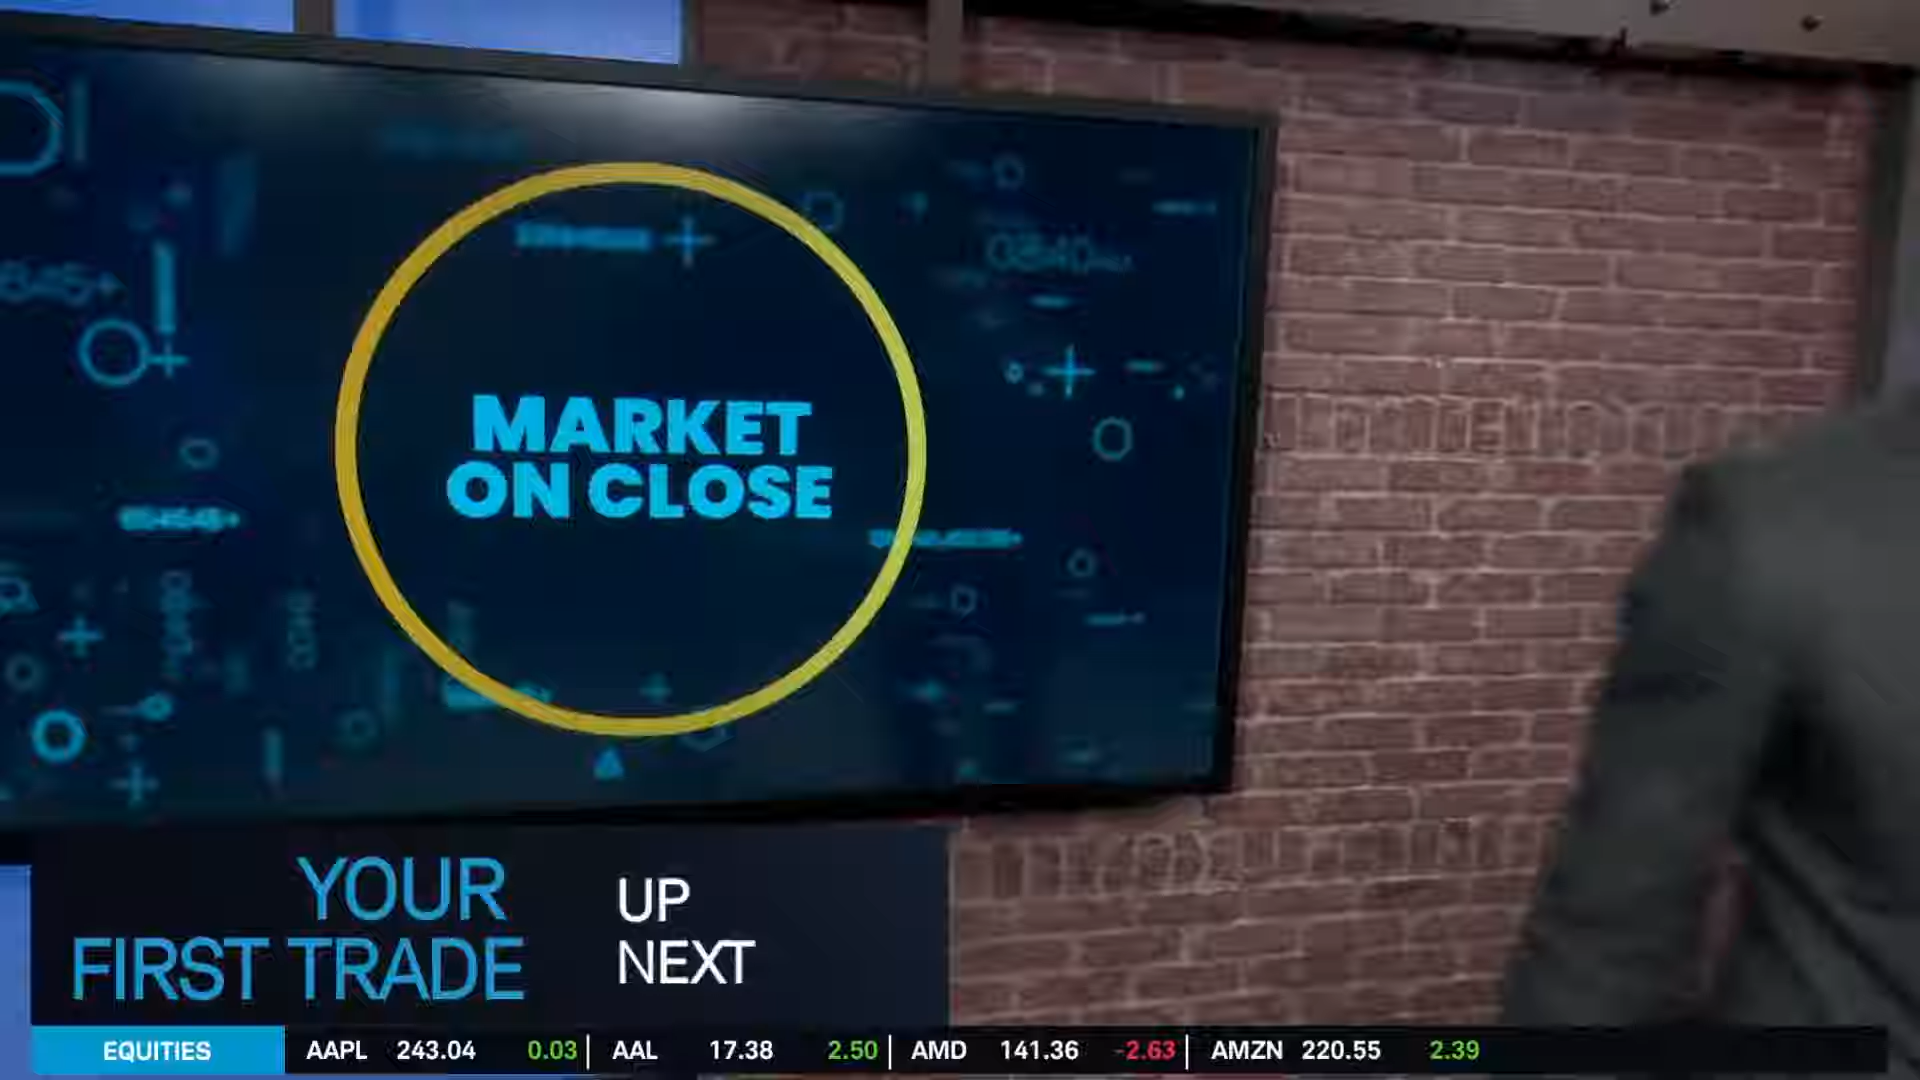 MARKET
ON CLOSE
YOUR
FIRST TRADE
UP
NEXT
EQUITIES AAPL 243.04 0.03 AAL 17.38 2.50 AMD 141.36 -2.63 AMZN 220.55 2.39